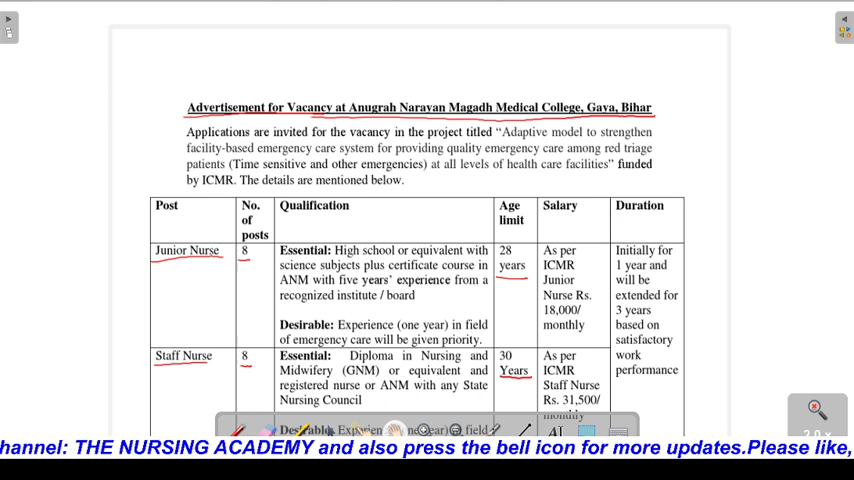 Advertisement for Vacancy at Anugrah Narayan Magadh Medical College, Gaya, Bihar
Applications are invited for the vacancy in the project titled “Adaptive model to strengthen
facility-based emergency care system for providing quality emergency care among red triage
patients (Time sensitive and other emergencies) at all levels of health care facilities” funded
by ICMR. The details are mentioned below.
Post
No. of posts
Qualification
Age limit
Salary
Duration
Junior Nurse
8
Essential: High school or equivalent with
science subjects plus certificate course in
ANM with five years’ experience from a
recognized institute / board
Desirable: Experience (one year) in field
of emergency care will be given priority.
28
years
As per
ICMR
Junior
Nurse Rs.
18,000/
monthly
Initially for
1 year and
will be
extended for
3 years
based on
satisfactory
work
performance
Staff Nurse
8
Essential: Diploma in Nursing and
Midwifery (GNM) or equivalent and
registered nurse or ANM with any State
Nursing Council
30
Years
As per
ICMR
Staff Nurse
Rs. 31,500/
monthly
2.0 x
hannel: THE NURSING ACADEMY and also press the bell icon for more updates.Please like,